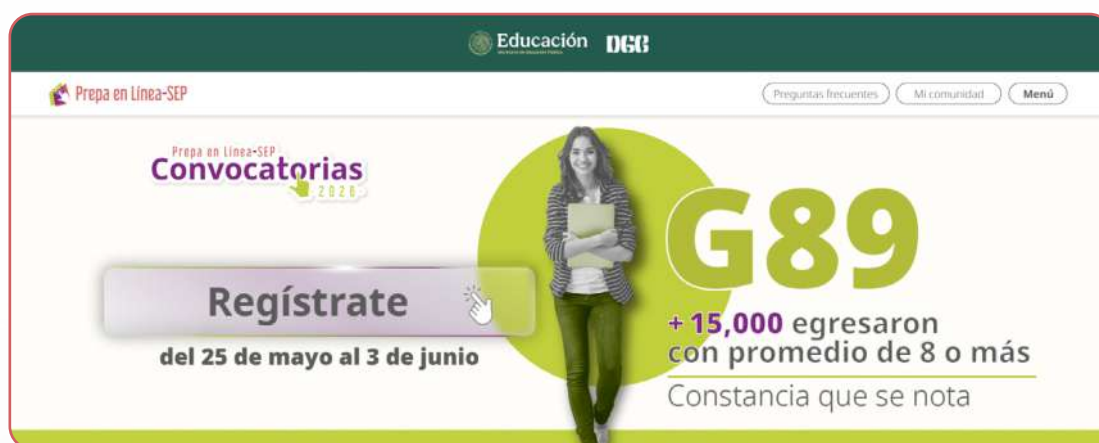 Educación
DGB
Prepa en Línea-SEP
Preguntas frecuentes
Mi comunidad
Menú
Prepa en Línea-SEP
Convocatorias
2026
Regístrate
del 25 de mayo al 3 de junio
G89
+ 15,000 egresaron
con promedio de 8 o más
Constancia que se nota